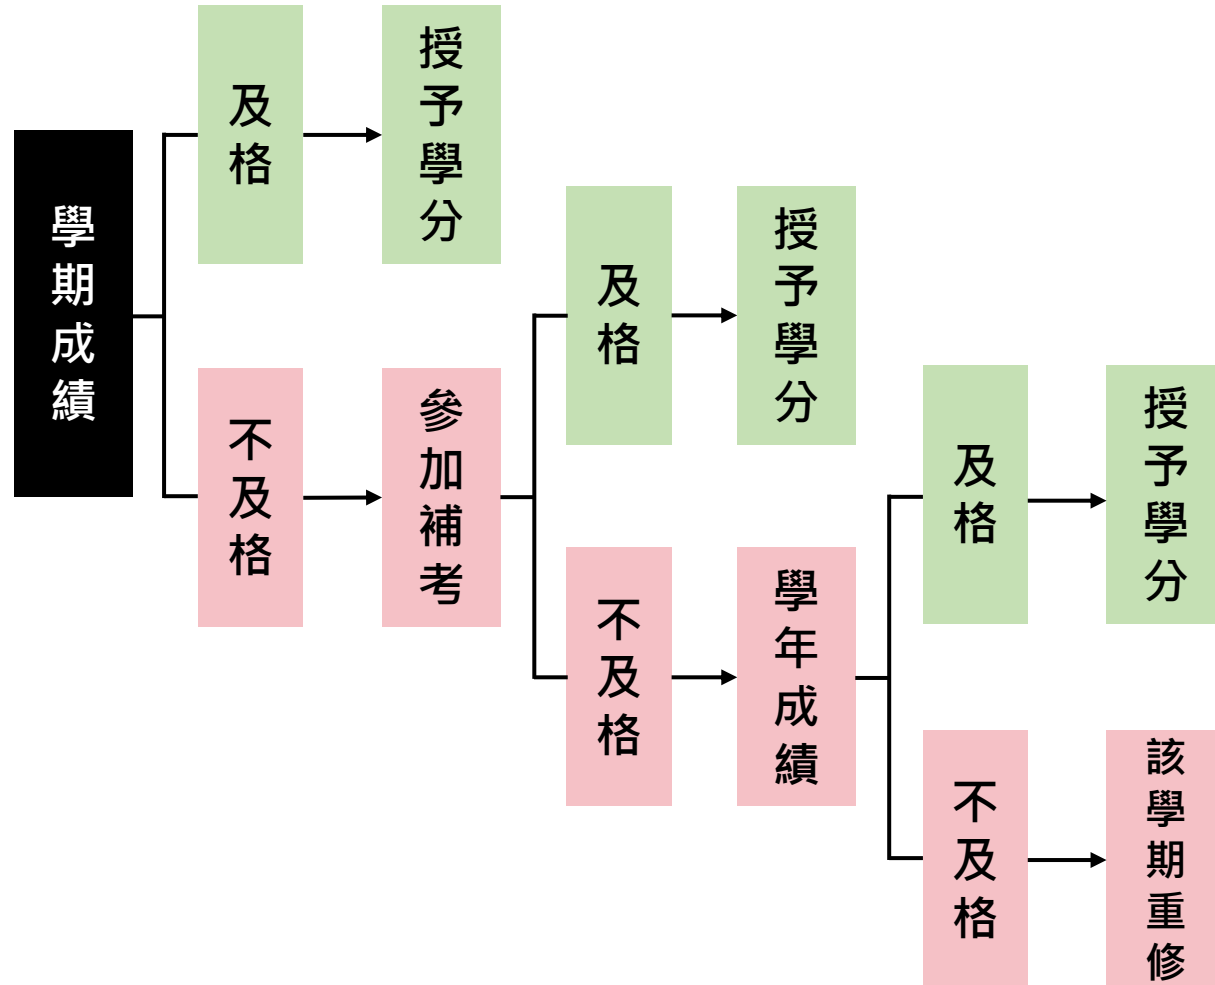 學期成績
及格
授予學分
不及格
參加補考
及格
授予學分
不及格
學年成績
及格
授予學分
不及格
該學期重修